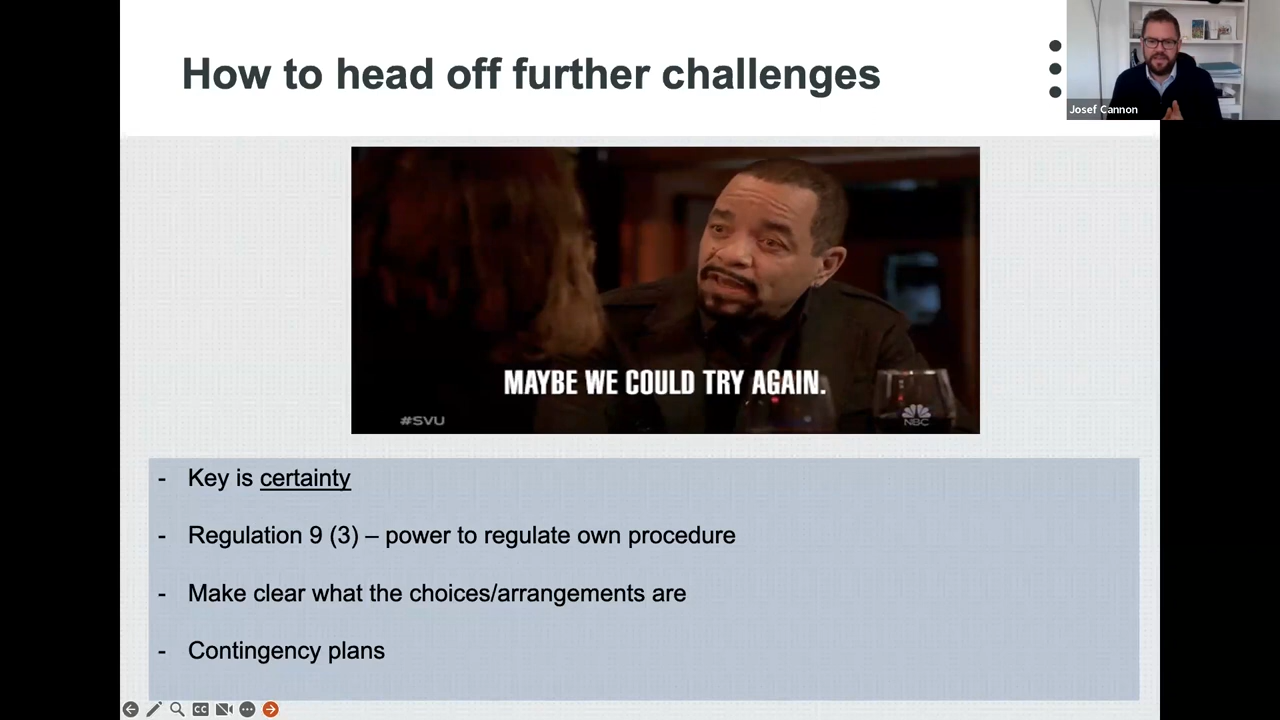 How to head off further challenges
Josef Cannon
MAYBE WE COULD TRY AGAIN.
#SVU
NBC
- Key is certainty
- Regulation 9 (3) – power to regulate own procedure
- Make clear what the choices/arrangements are
- Contingency plans
CC